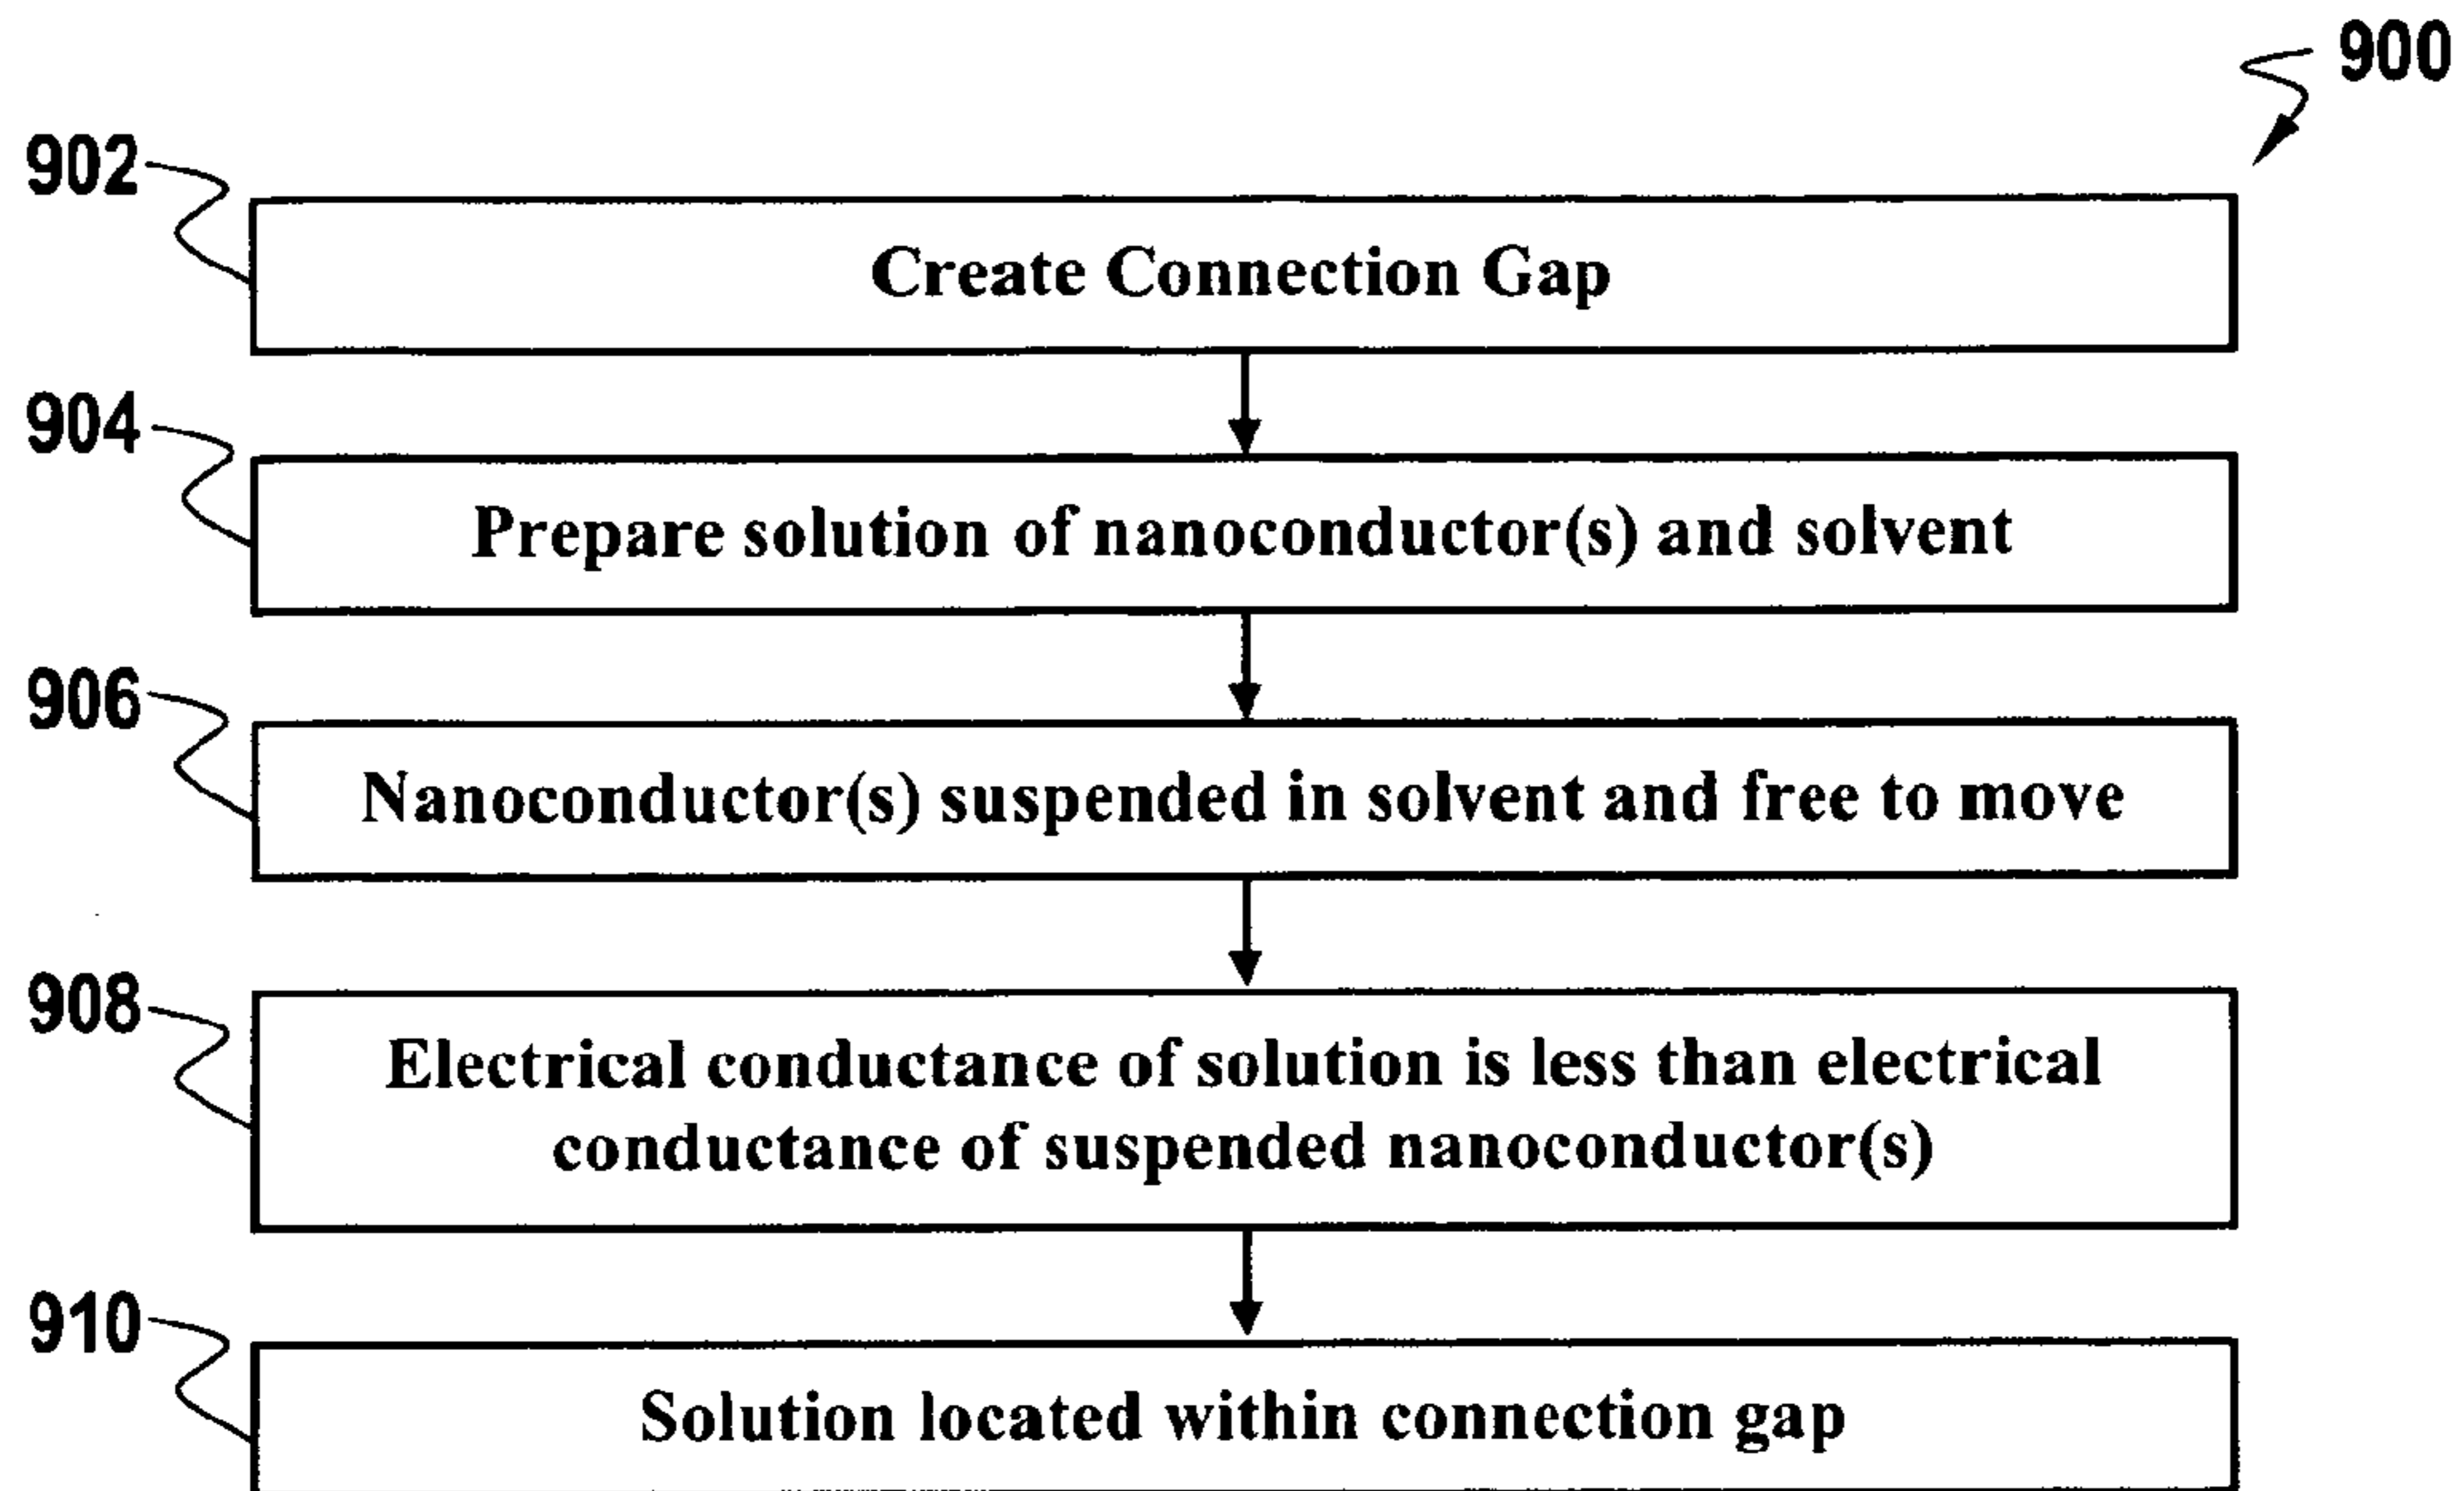 900
902
Create Connection Gap
904
Prepare solution of nanoconductor(s) and solvent
906
Nanoconductor(s) suspended in solvent and free to move
908
Electrical conductance of solution is less than electrical
conductance of suspended nanoconductor(s)
910
Solution located within connection gap